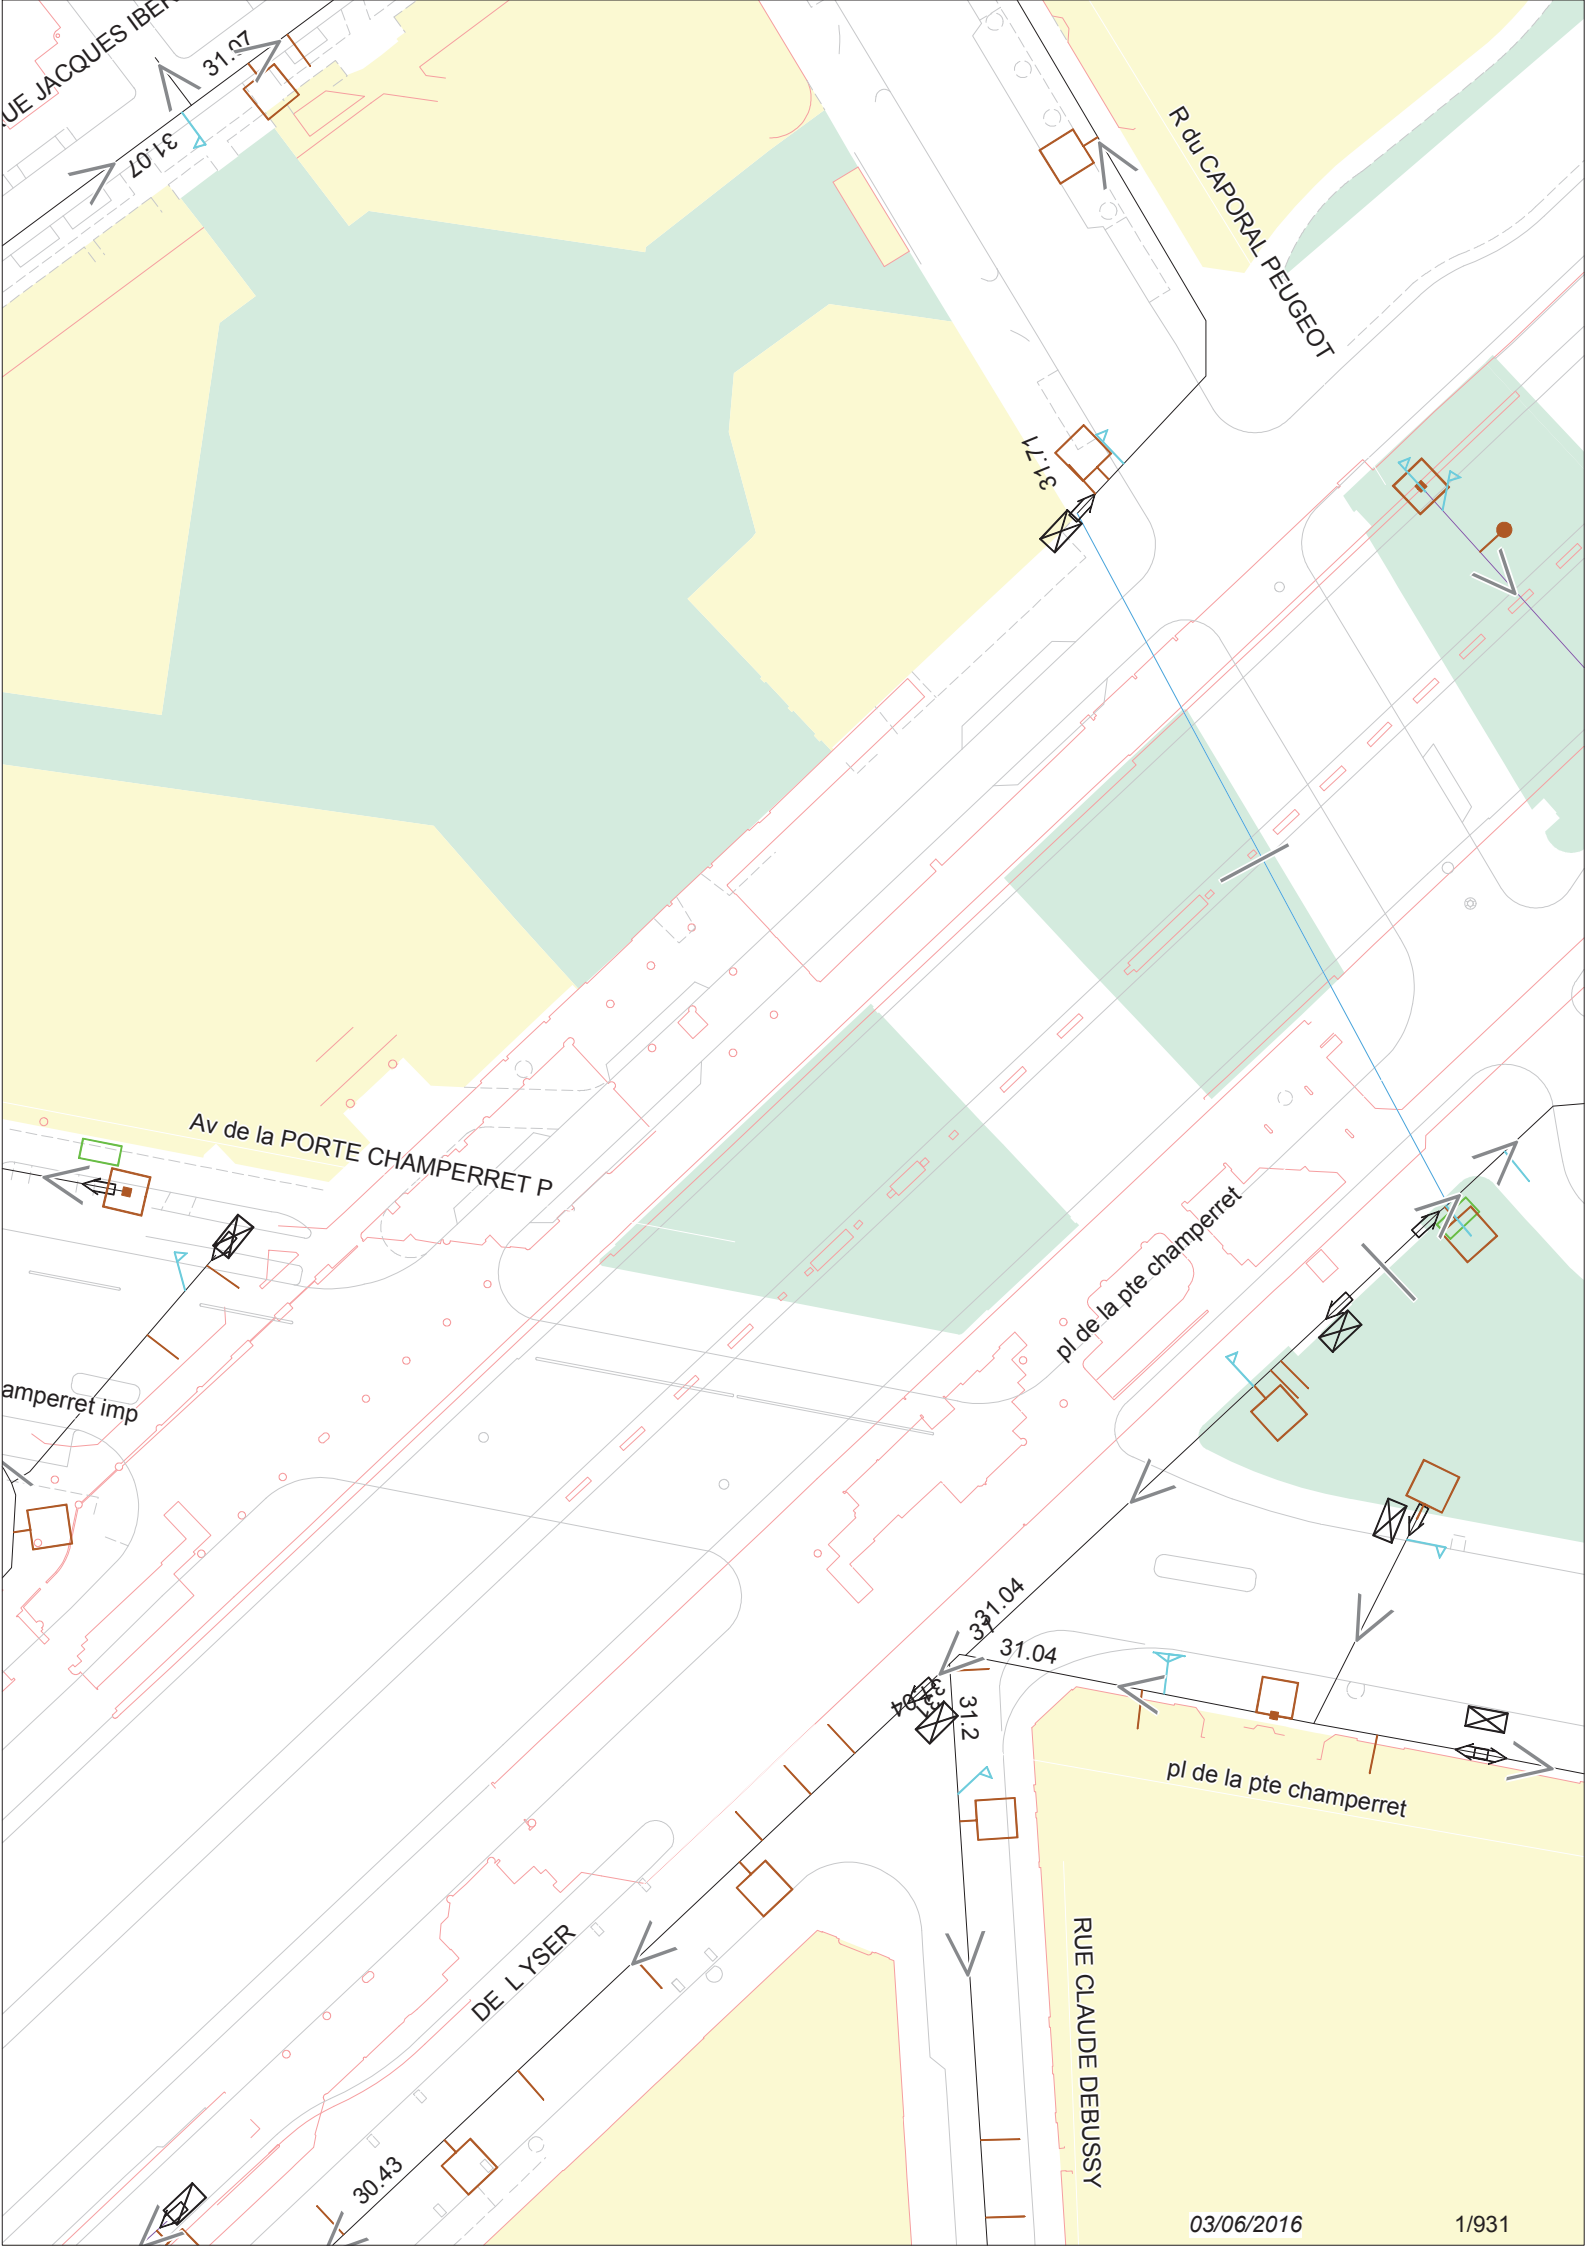 UE JACQUES IBER
31.07
31.07
R du CAPORAL PEUGEOT
31.71
Av de la PORTE CHAMPERRET P
pl de la pte champerret
amperret imp
31.04
31.04
31.2
pl de la pte champerret
DE L YSER
RUE CLAUDE DEBUSSY
30.43
03/06/2016
1/931